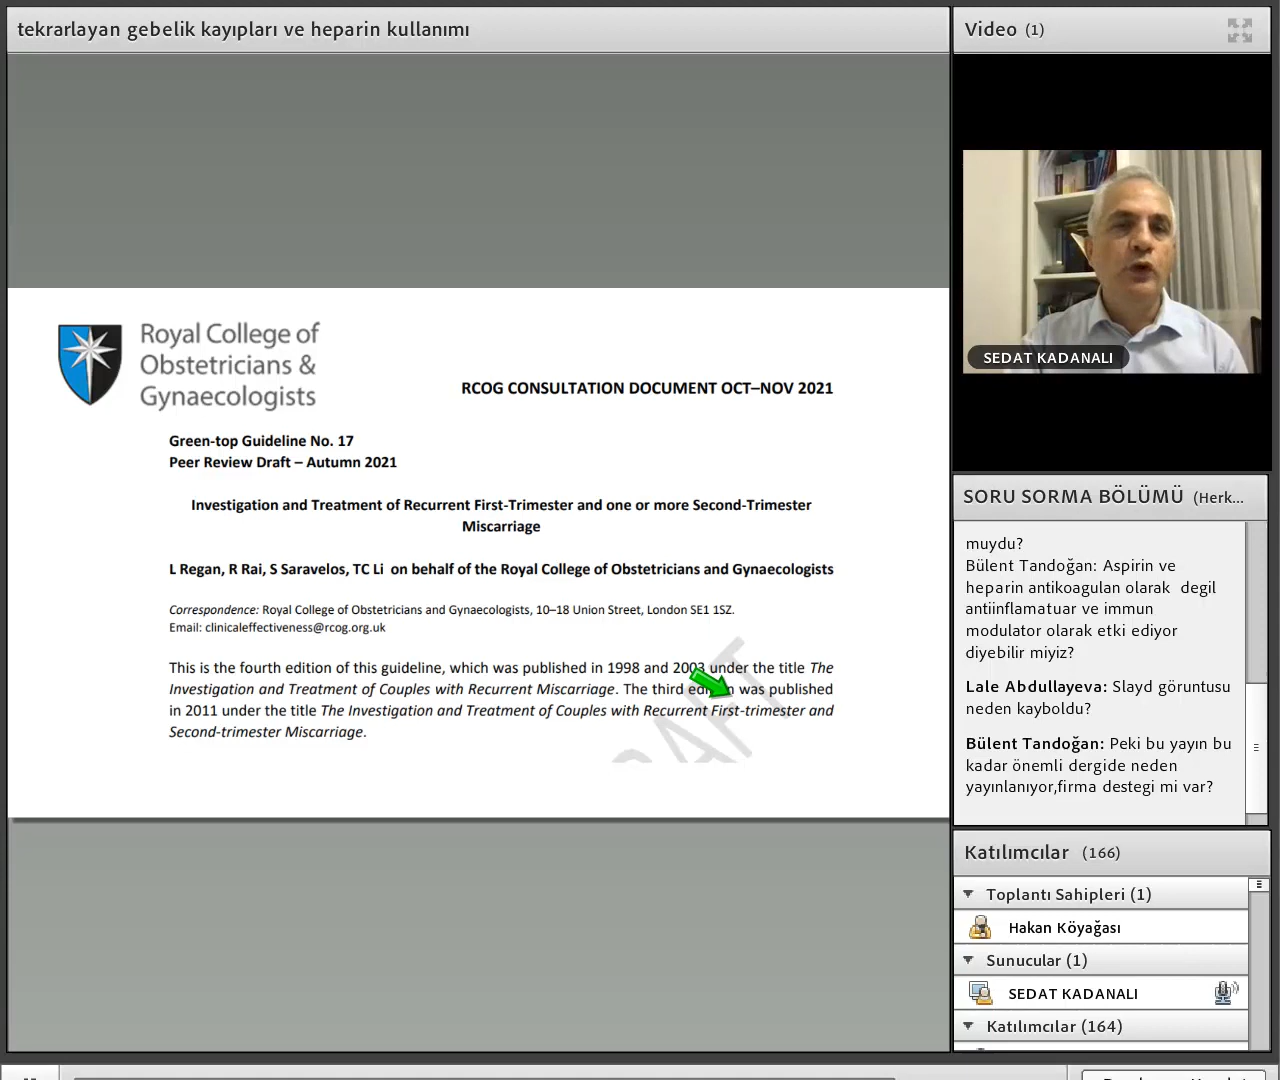 tekrarlayan gebelik kayıpları ve heparin kullanımı
Royal College of
Obstetricians &
Gynaecologists
RCOG CONSULTATION DOCUMENT OCT–NOV 2021
Green-top Guideline No. 17
Peer Review Draft – Autumn 2021
Investigation and Treatment of Recurrent First-Trimester and one or more Second-Trimester
Miscarriage
L Regan, R Rai, S Saravelos, TC Li on behalf of the Royal College of Obstetricians and Gynaecologists
Correspondence: Royal College of Obstetricians and Gynaecologists, 10–18 Union Street, London SE1 1SZ.
Email: clinicaleffectiveness@rcog.org.uk
This is the fourth edition of this guideline, which was published in 1998 and 2003 under the title The
Investigation and Treatment of Couples with Recurrent Miscarriage. The third edition was published
in 2011 under the title The Investigation and Treatment of Couples with Recurrent First-trimester and
Second-trimester Miscarriage.
Video (1)
SEDAT KADANALI
SORU SORMA BÖLÜMÜ (Herk...
muydu?
Bülent Tandoğan: Aspirin ve
heparin antikoagulan olarak degil
antiinflamatuar ve immun
modulator olarak etki ediyor
diyebilir miyiz?
Lale Abdullayeva: Slayd göruntusu
neden kayboldu?
Bülent Tandoğan: Peki bu yayın bu
kadar önemli dergide neden
yayınlanıyor,firma destegi mi var?
Katılımcılar (166)
Toplantı Sahipleri (1)
Hakan Köyağası
Sunucular (1)
SEDAT KADANALI
Katılımcılar (164)